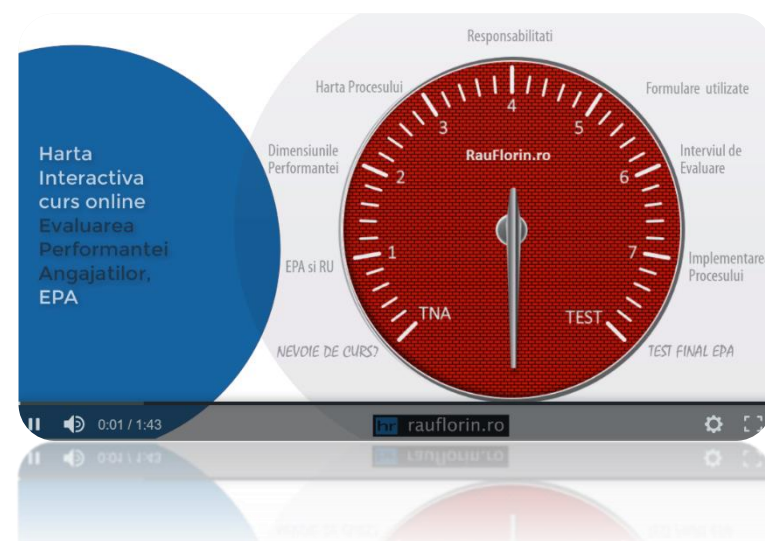 Harta
Interactiva
curs online
Evaluarea
Performantei
Angajatilor,
EPA
Responsabilitati
Harta Procesului
Formulare utilizate
Dimensiunile
Performantei
Interviul de
Evaluare
EPA si RU
Implementare
Procesului
NEVOIE DE CURS?
TEST FINAL EPA
RauFlorin.ro
TNA
1
2
3
4
5
6
7
TEST
0:01 / 1:43
hr rauflorin.ro